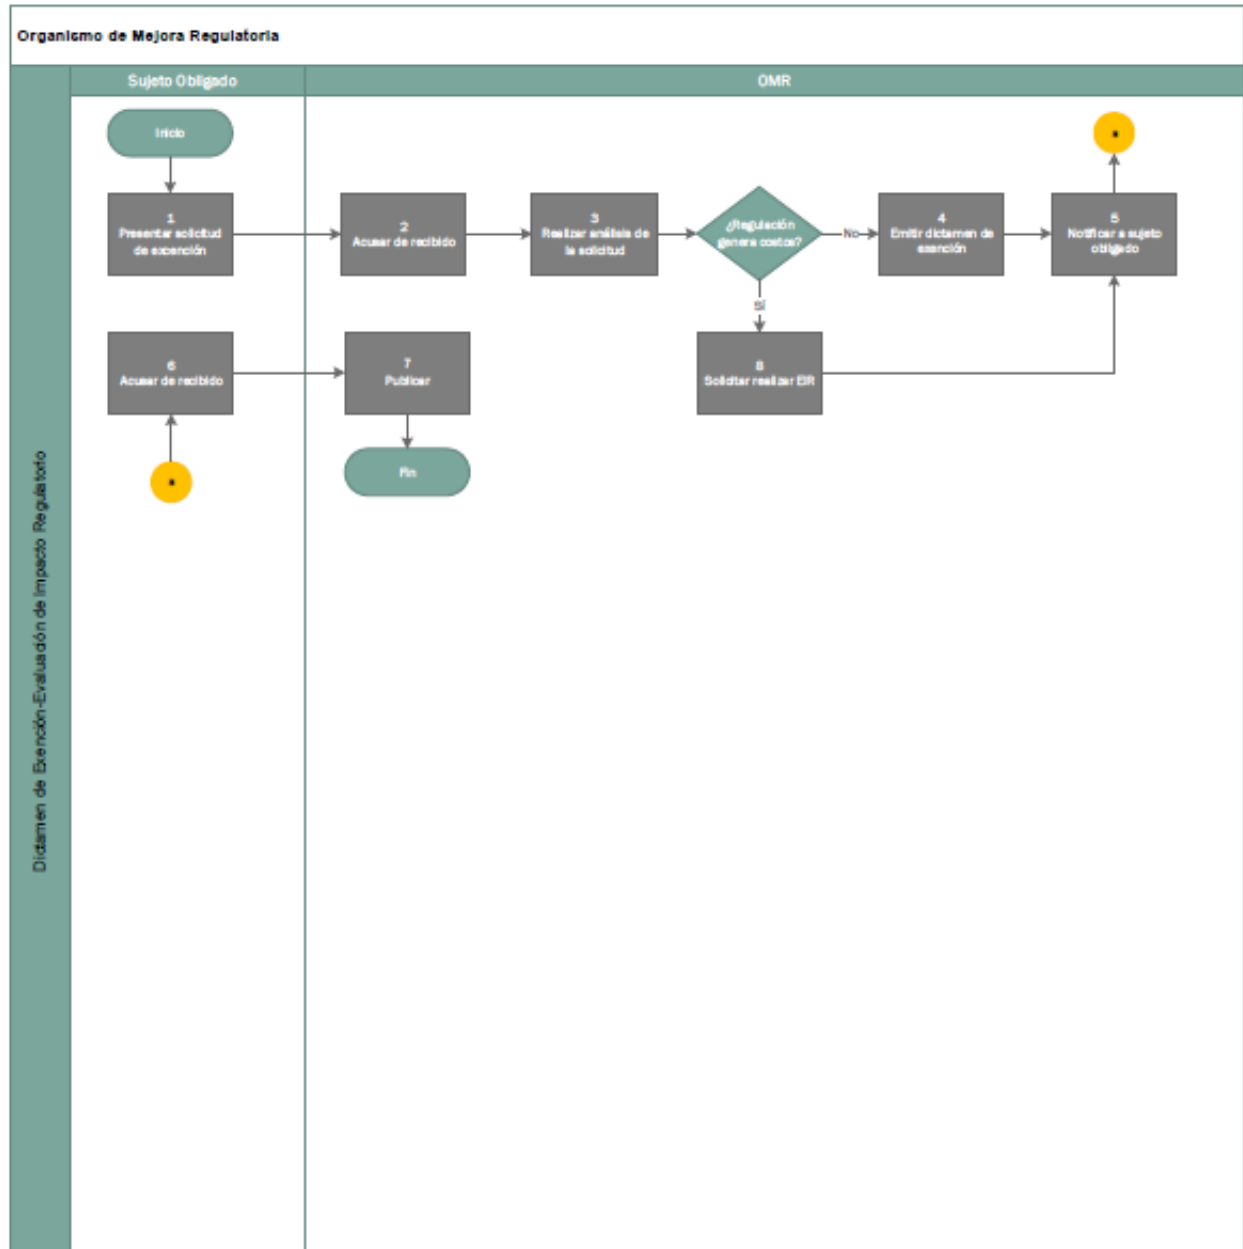 Organismo de Mejora Regulatoria
Sujeto Obligado
OMR
Inicio
a
1
Presentar solicitud
de excención
2
Acusar de recibido
3
Realizar análisis de
la solicitud
¿Regulación
genera costos?
No
4
Emitir dictamen de
exención
5
Notificar a sujeto
obligado
Sí
6
Acusar de recibido
7
Publicar
8
Solicitar realizar EIR
a
Fin
Dictamen de Exención-Evaluación de Impacto Regulatorio